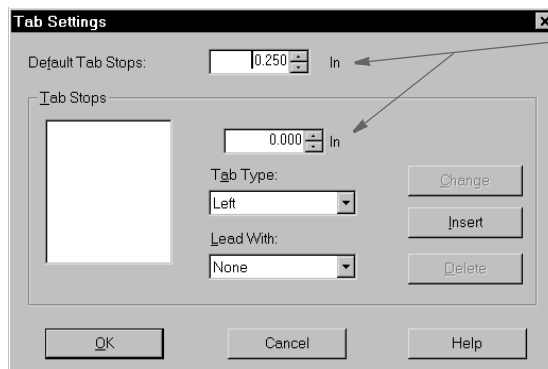 Tab Settings
Default Tab Stops: 0.250 In
Tab Stops
0.000 In
Tab Type:
Left
Change
Insert
Lead With:
None
Delete
OK Cancel Help